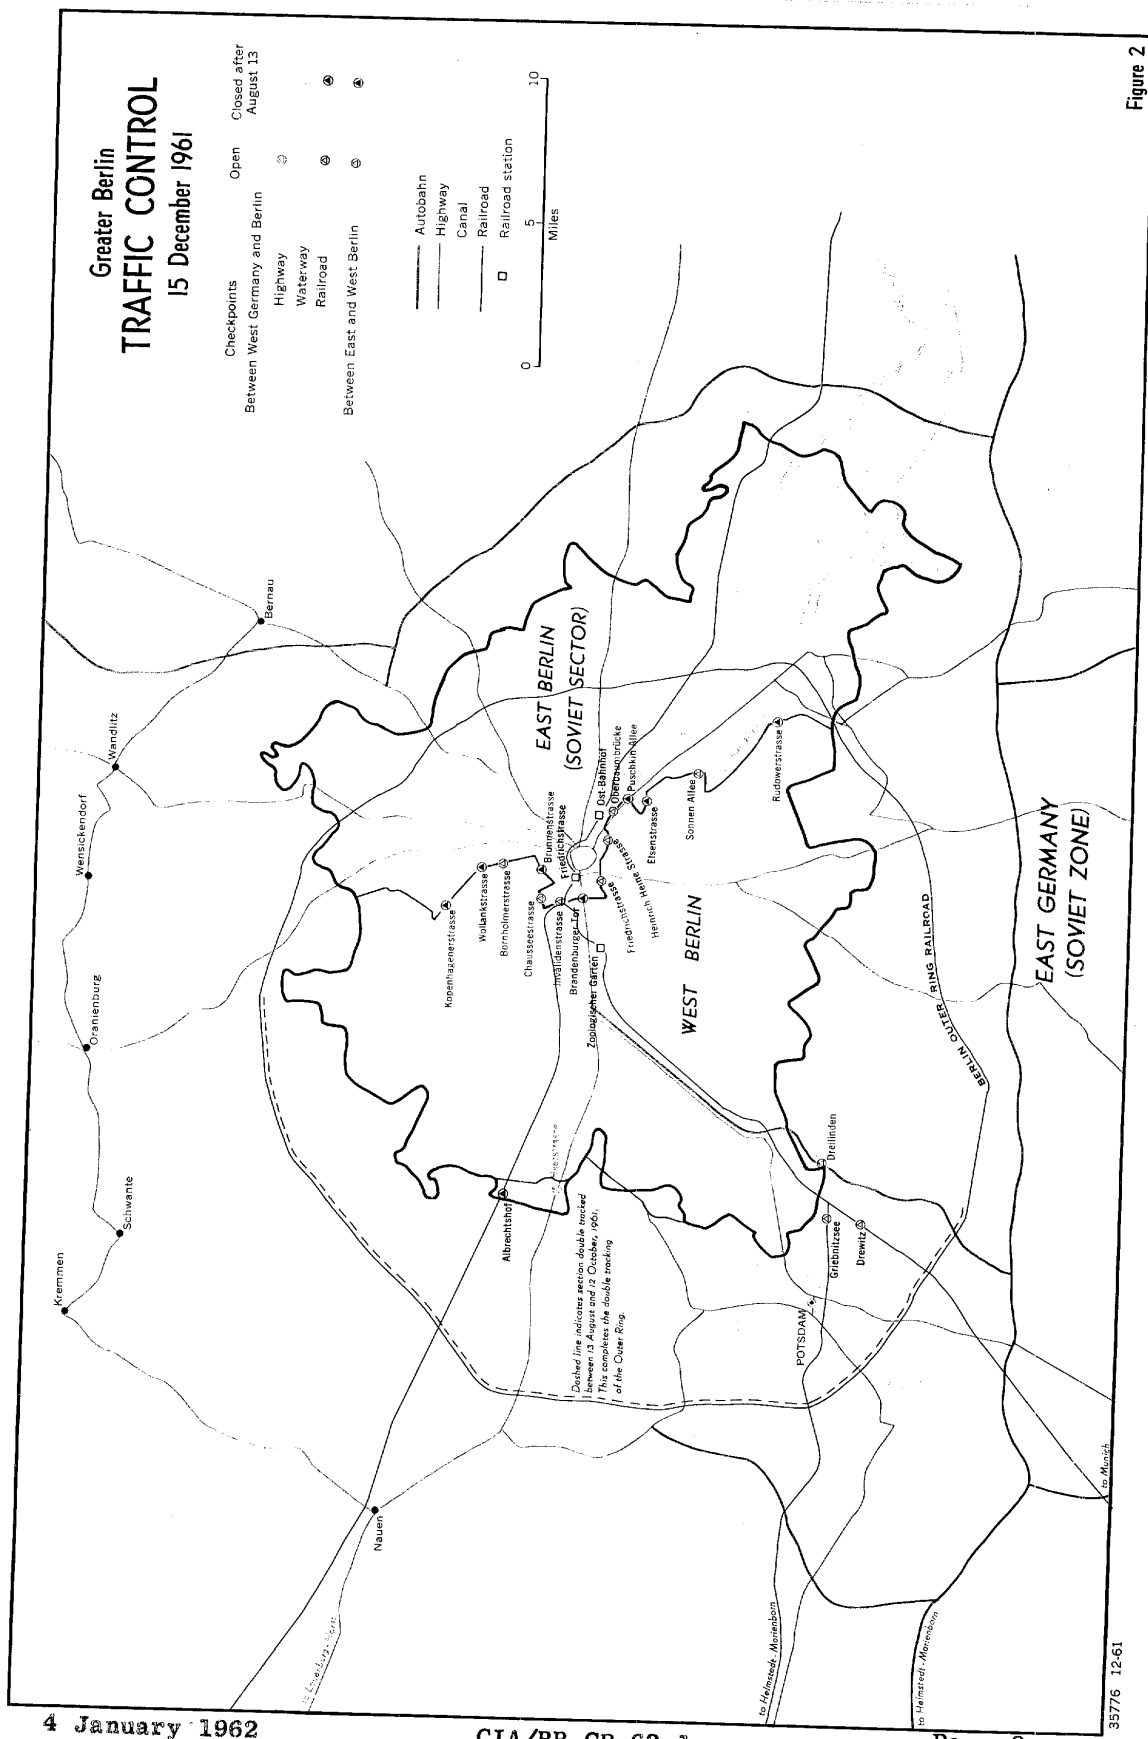 Greater Berlin
TRAFFIC CONTROL
15 December 1961
Checkpoints
Open
Closed after
August 13
Between West Germany and Berlin
Highway
Waterway
Railroad
Between East and West Berlin
Autobahn
Highway
Canal
Railroad
Railroad station
0 5 10
Miles
Figure 2
Kremmen
Schwante
Oranienburg
Wensickendorf
Wandlitz
Bernau
Nauen
Albrechtshof
Kopenhagenerstrasse
Wollankstrasse
Bornholmerstrasse
Chausseestrasse
Brunnenstrasse
Invalidenstrasse
Friedrichstrasse
Brandenburger Tor
Zoologischer Garten
Friedrichstrasse
Heinrich Heine Strasse
Ost-Bahnhof
Oberbaumbrücke
Puschkin Allee
Elsenstrasse
Sonnen Allee
Rudowerstrasse
EAST BERLIN
(SOVIET SECTOR)
WEST BERLIN
EAST GERMANY
(SOVIET ZONE)
BERLIN OUTER RING RAILROAD
Dreilinden
Griebnitzsee
Drewitz
POTSDAM
Dashed line indicates section double tracked
between 13 August and 12 October, 1961.
This completes the double tracking
of the Outer Ring.
to Helmstedt-Marienborn
to Helmstedt-Marienborn
to Munich
35776 12-61
4 January 1962